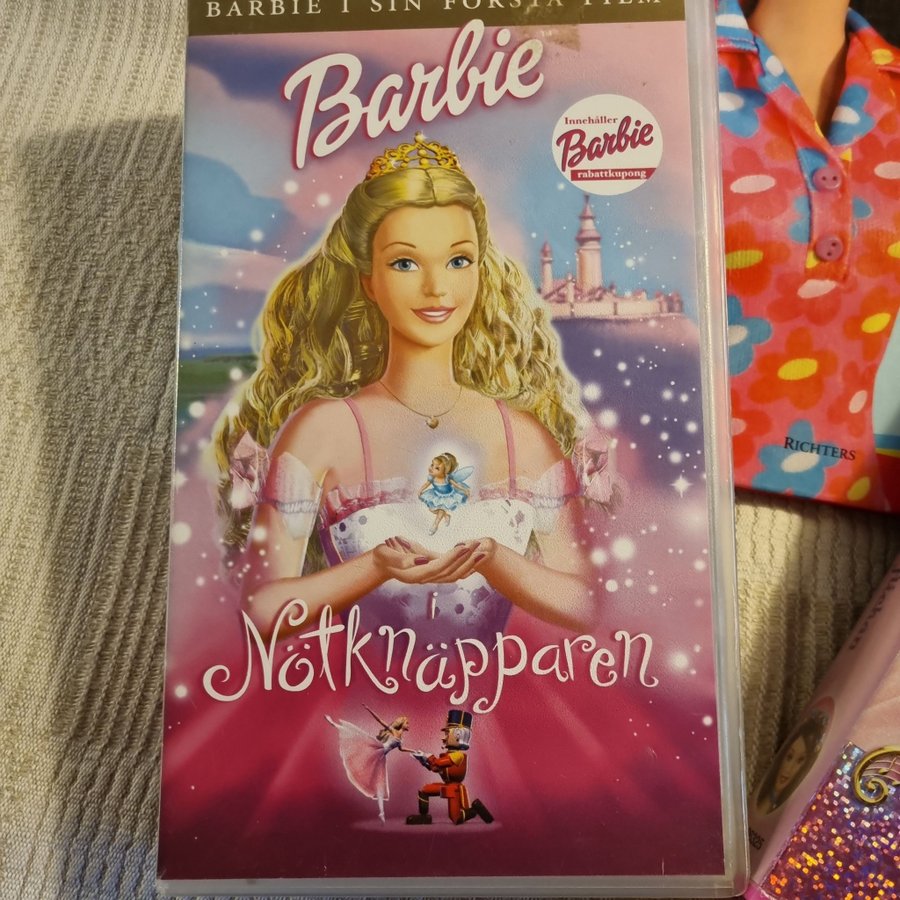 BARBIE I SIN FÖRSTA FILM
Barbie
Innehåller
Barbie
rabattkupong
i
Nötknäpparen
RICHTERS